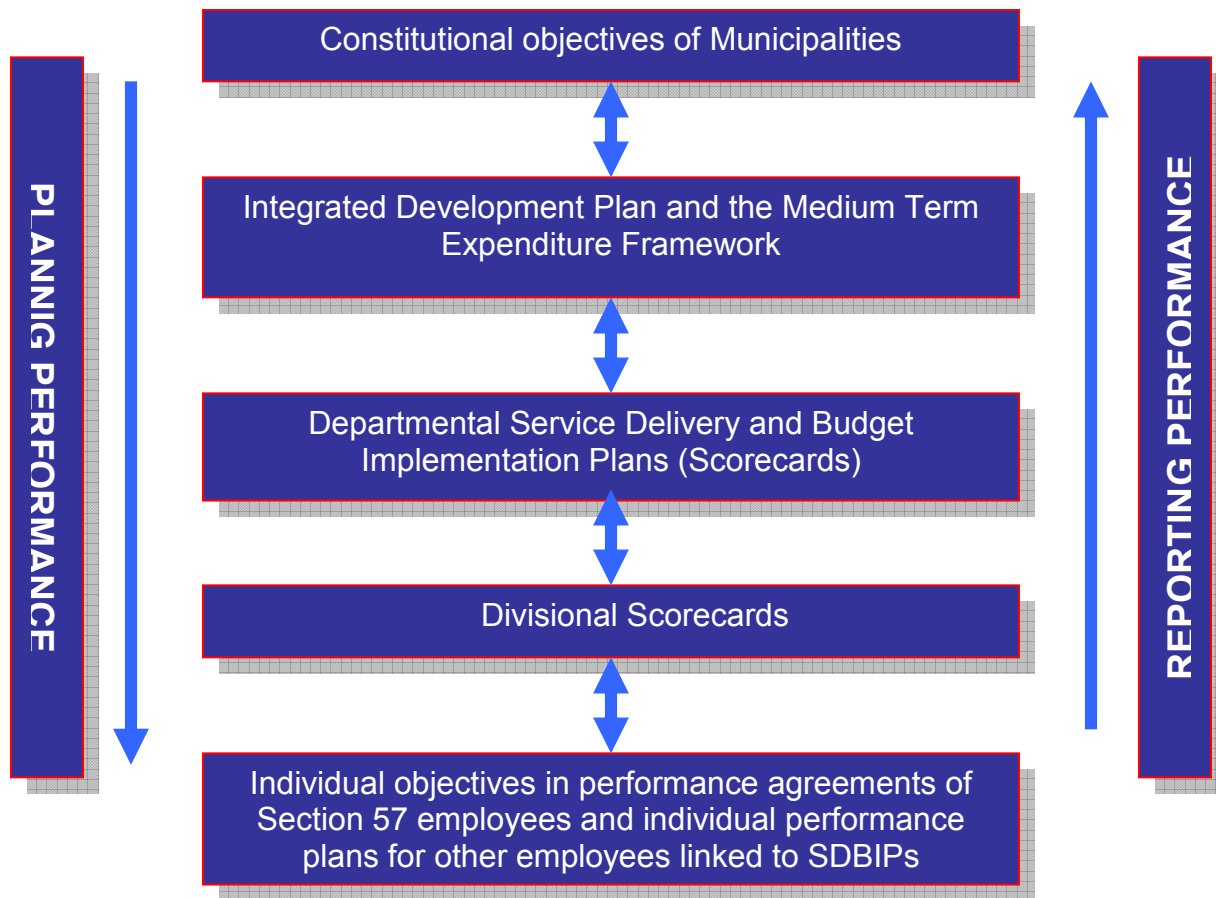 Constitutional objectives of Municipalities
PLANNIG PERFORMANCE
REPORTING PERFORMANCE
Integrated Development Plan and the Medium Term
Expenditure Framework
Departmental Service Delivery and Budget
Implementation Plans (Scorecards)
Divisional Scorecards
Individual objectives in performance agreements of
Section 57 employees and individual performance
plans for other employees linked to SDBIPs